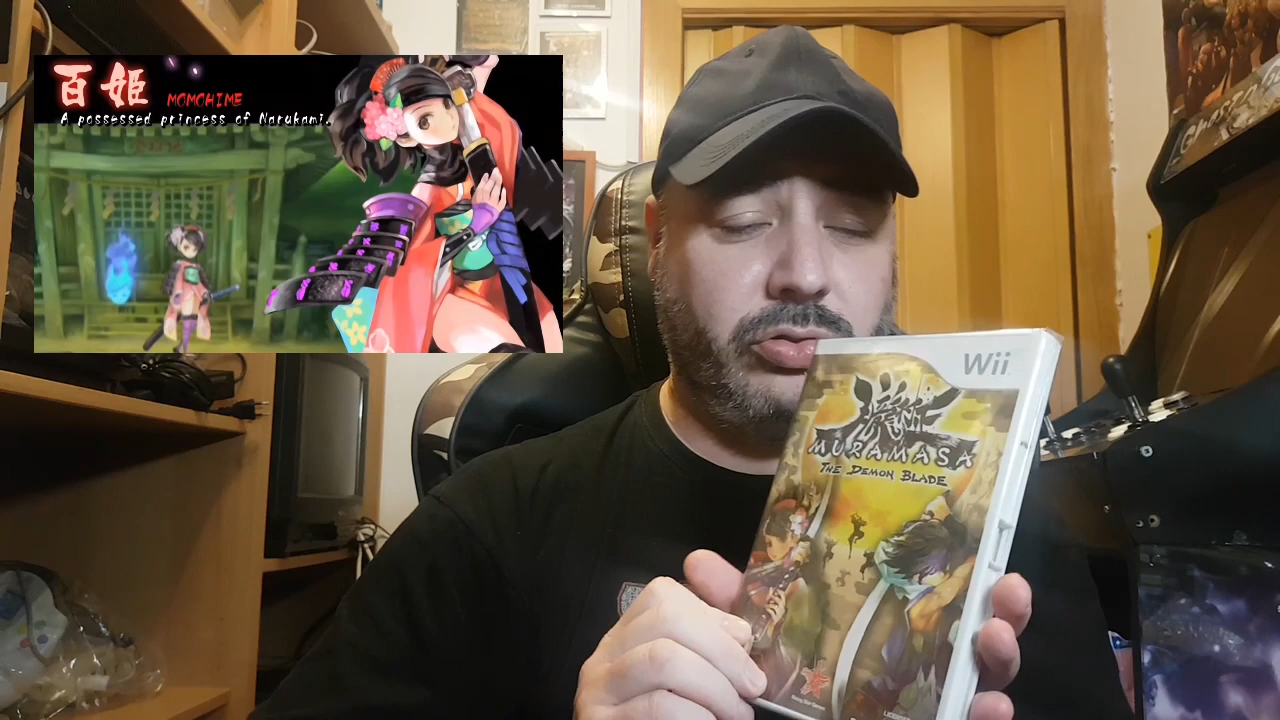 百姫 MOMOHIME
A possessed princess of Narukami.
Wii
MURAMASA
THE DEMON BLADE